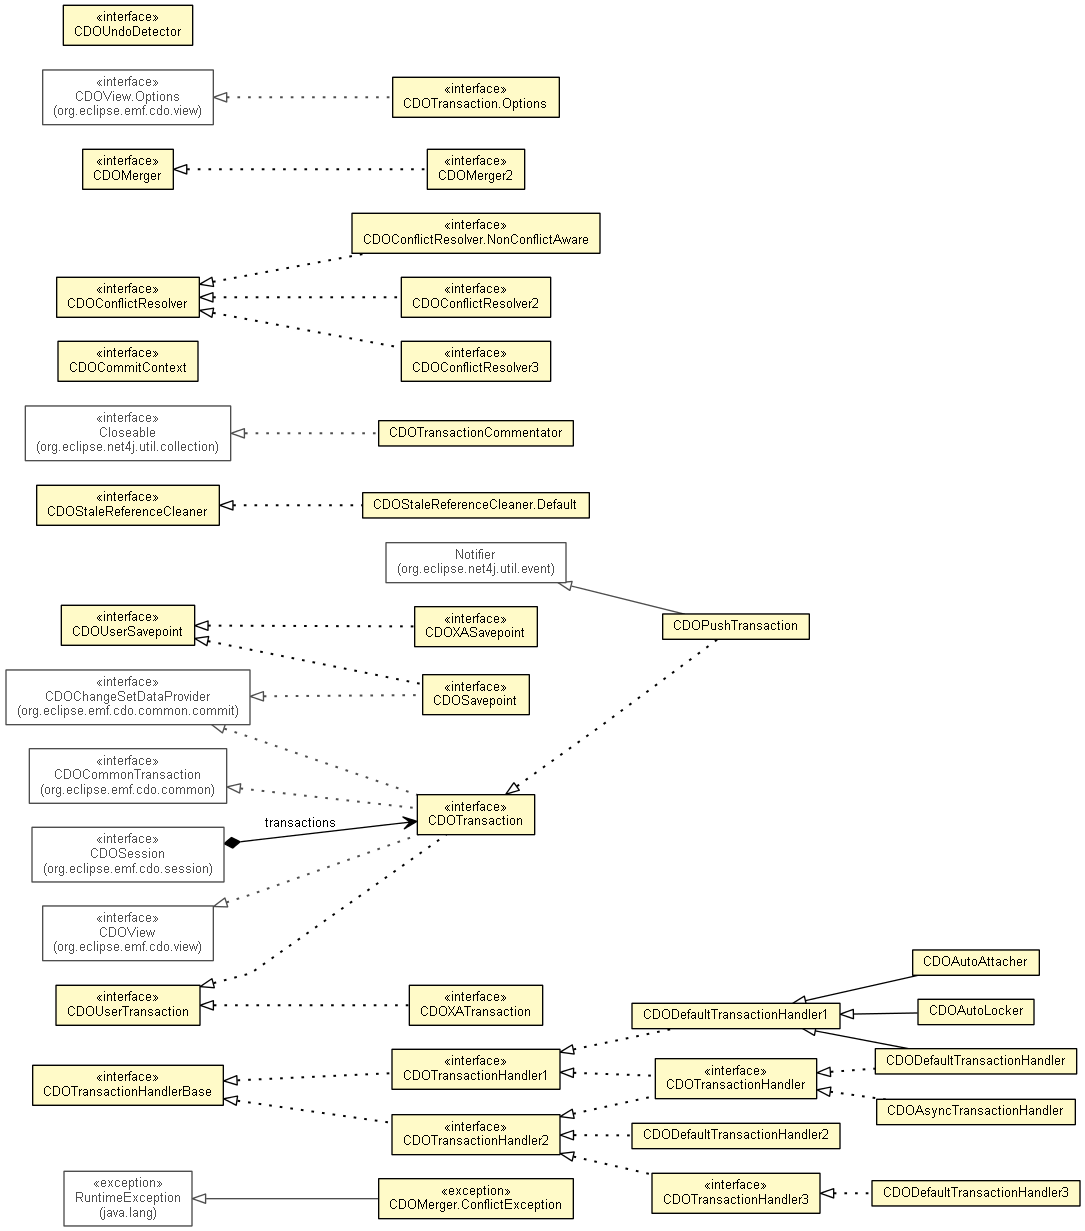 «interface»
CDOUndoDetector
«interface»
CDOView.Options
(org.eclipse.emf.cdo.view)
«interface»
CDOTransaction.Options
«interface»
CDOMerger
«interface»
CDOMerger2
«interface»
CDOConflictResolver.NonConflictAware
«interface»
CDOConflictResolver
«interface»
CDOConflictResolver2
«interface»
CDOCommitContext
«interface»
CDOConflictResolver3
«interface»
Closeable
(org.eclipse.net4j.util.collection)
CDOTransactionCommentator
«interface»
CDOStaleReferenceCleaner
CDOStaleReferenceCleaner.Default
Notifier
(org.eclipse.net4j.util.event)
CDOPushTransaction
«interface»
CDOUserSavepoint
«interface»
CDOXASavepoint
«interface»
CDOChangeSetDataProvider
(org.eclipse.emf.cdo.common.commit)
«interface»
CDOSavepoint
«interface»
CDOCommonTransaction
(org.eclipse.emf.cdo.common)
«interface»
CDOTransaction
transactions
«interface»
CDOSession
(org.eclipse.emf.cdo.session)
«interface»
CDOView
(org.eclipse.emf.cdo.view)
«interface»
CDOUserTransaction
«interface»
CDOXATransaction
CDOAutoAttacher
CDODefaultTransactionHandler1
CDOAutoLocker
CDODefaultTransactionHandler
«interface»
CDOTransactionHandlerBase
«interface»
CDOTransactionHandler1
«interface»
CDOTransactionHandler
CDOAsyncTransactionHandler
«interface»
CDOTransactionHandler2
CDODefaultTransactionHandler2
«interface»
CDOTransactionHandler3
CDODefaultTransactionHandler3
«exception»
RuntimeException
(java.lang)
«exception»
CDOMerger.ConflictException